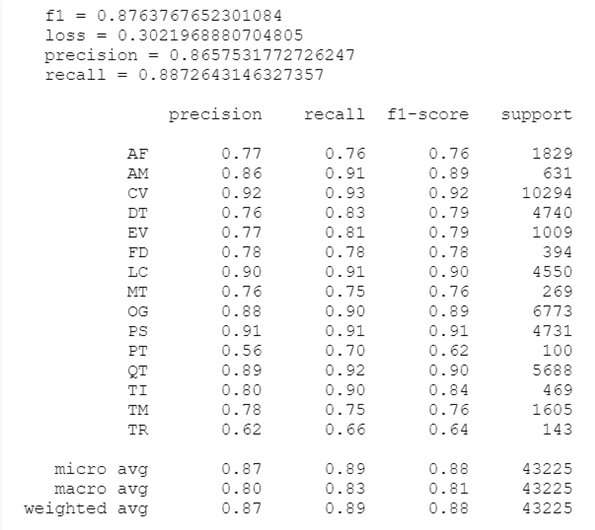 f1 = 0.8763767652301084
loss = 0.3021968880704805
precision = 0.8657531772726247
recall = 0.8872643146327357
precision recall f1-score support
AF 0.77 0.76 0.76 1829
AM 0.86 0.91 0.89 631
CV 0.92 0.93 0.92 10294
DT 0.76 0.83 0.79 4740
EV 0.77 0.81 0.79 1009
FD 0.78 0.78 0.78 394
LC 0.90 0.91 0.90 4550
MT 0.76 0.75 0.76 269
OG 0.88 0.90 0.89 6773
PS 0.91 0.91 0.91 4731
PT 0.56 0.70 0.62 100
QT 0.89 0.92 0.90 5688
TI 0.80 0.90 0.84 469
TM 0.78 0.75 0.76 1605
TR 0.62 0.66 0.64 143
micro avg 0.87 0.89 0.88 43225
macro avg 0.80 0.83 0.81 43225
weighted avg 0.87 0.89 0.88 43225